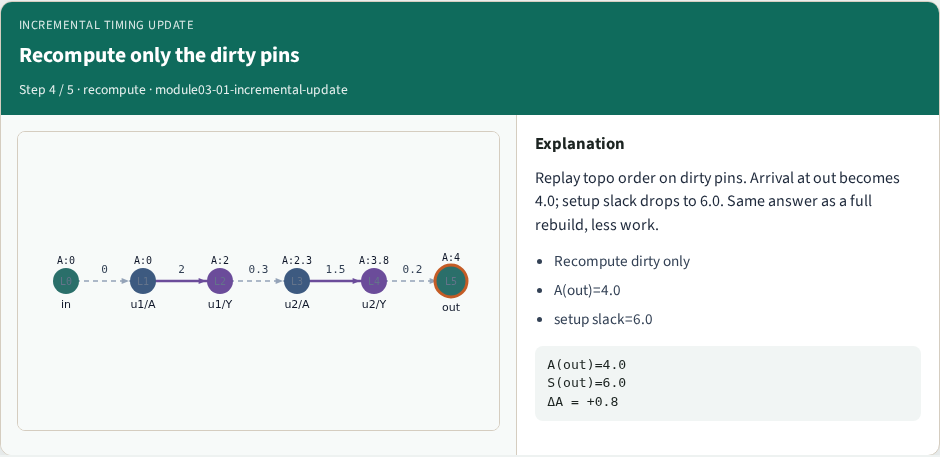 INCREMENTAL TIMING UPDATE
Recompute only the dirty pins
Step 4 / 5 · recompute · module03-01-incremental-update
A:0 A:0 A:2 A:2.3 A:3.8 A:4
0 2 0.3 1.5 0.2
L0 L1 L2 L3 L4 L5
in u1/A u1/Y u2/A u2/Y out
Explanation
Replay topo order on dirty pins. Arrival at out becomes
4.0; setup slack drops to 6.0. Same answer as a full
rebuild, less work.
• Recompute dirty only
• A(out)=4.0
• setup slack=6.0
A(out)=4.0
S(out)=6.0
ΔA = +0.8